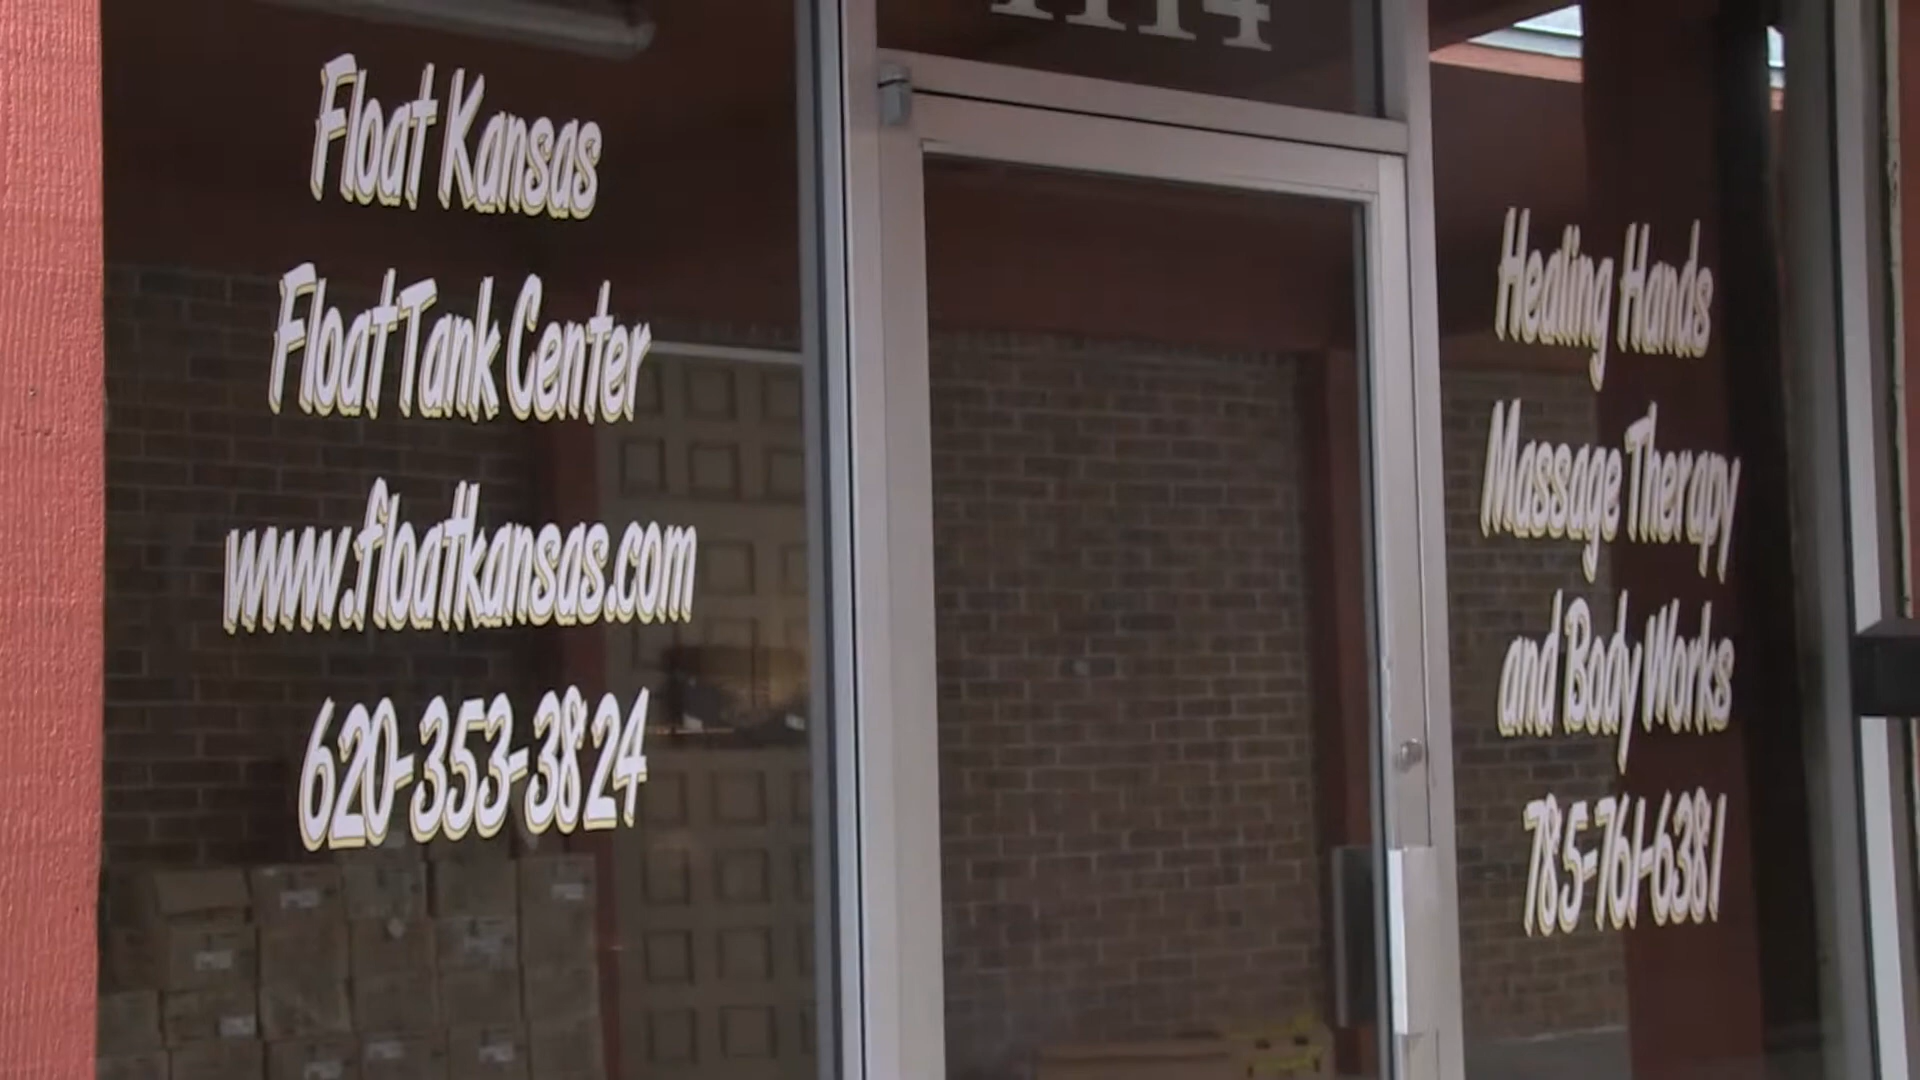 1114
Float Kansas
Float Tank Center
www.floatkansas.com
620-353-3824
Healing Hands
Massage Therapy
and Body Works
785-761-6381